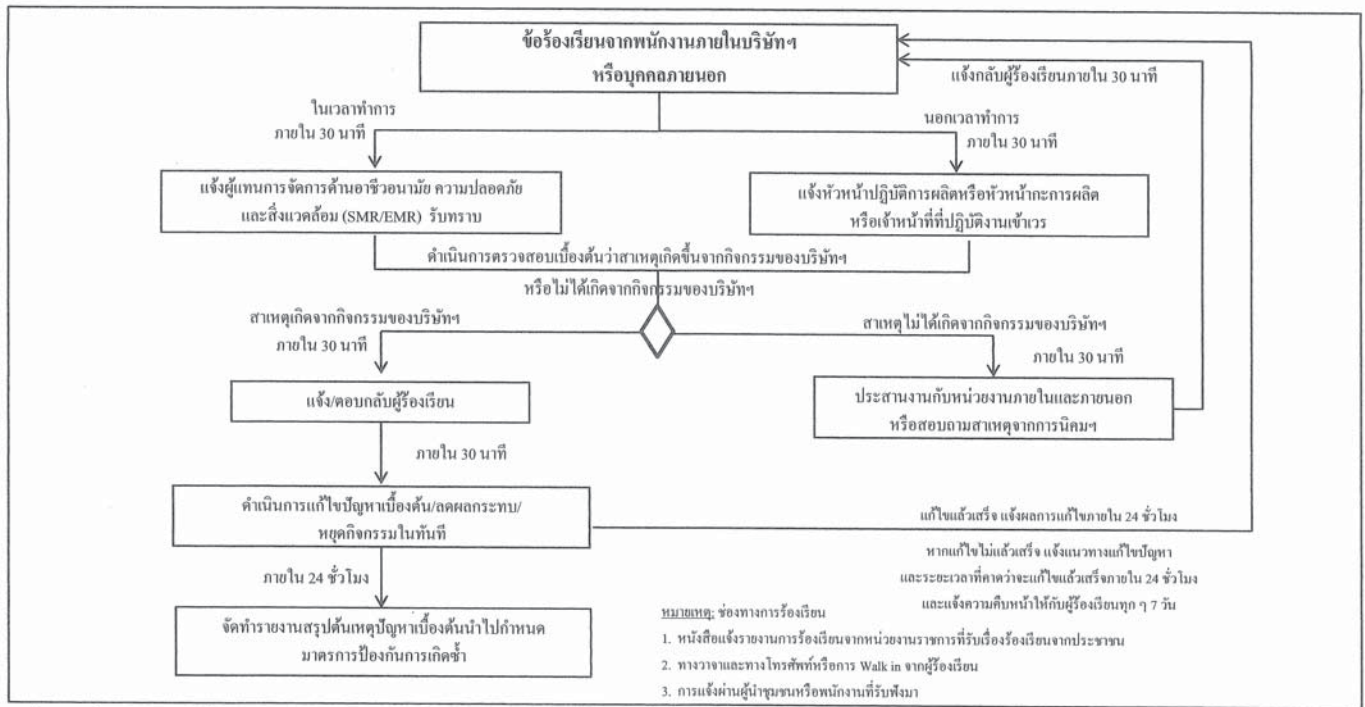 ข้อร้องเรียนจากพนักงานภายในบริษัทฯ
หรือบุคคลภายนอก
แจ้งกลับผู้ร้องเรียนภายใน 30 นาที
ในเวลาทำการ
ภายใน 30 นาที
นอกเวลาทำการ
ภายใน 30 นาที
แจ้งผู้แทนการจัดการด้านอาชีวอนามัย ความปลอดภัย
และสิ่งแวดล้อม (SMR/EMR) รับทราบ
แจ้งหัวหน้าปฏิบัติการผลิตหรือหัวหน้ากะการผลิต
หรือเจ้าหน้าที่ที่ปฏิบัติงานเข้าเวร
ดำเนินการตรวจสอบเบื้องต้นว่าสาเหตุเกิดขึ้นจากกิจกรรมของบริษัทฯ
หรือไม่ได้เกิดจากกิจกรรมของบริษัทฯ
สาเหตุเกิดจากกิจกรรมของบริษัทฯ
ภายใน 30 นาที
สาเหตุไม่ได้เกิดจากกิจกรรมของบริษัทฯ
ภายใน 30 นาที
แจ้ง/ตอบกลับผู้ร้องเรียน
ประสานงานกับหน่วยงานภายในและภายนอก
หรือสอบถามสาเหตุจากการนิคมฯ
ภายใน 30 นาที
ดำเนินการแก้ไขปัญหาเบื้องต้น/ลดผลกระทบ/
หยุดกิจกรรมในทันที
แก้ไขแล้วเสร็จ แจ้งผลการแก้ไขภายใน 24 ชั่วโมง
หากแก้ไขไม่แล้วเสร็จ แจ้งแนวทางแก้ไขปัญหา
และระยะเวลาที่คาดว่าจะแก้ไขแล้วเสร็จภายใน 24 ชั่วโมง
และแจ้งความคืบหน้าให้กับผู้ร้องเรียนทุก ๆ 7 วัน
ภายใน 24 ชั่วโมง
จัดทำรายงานสรุปต้นเหตุปัญหาเบื้องต้นนำไปกำหนด
มาตรการป้องกันการเกิดซ้ำ
หมายเหตุ: ช่องทางการร้องเรียน
1. หนังสือแจ้งรายงานการร้องเรียนจากหน่วยงานราชการที่รับเรื่องร้องเรียนจากประชาชน
2. ทางวาจาและทางโทรศัพท์หรือการ Walk in จากผู้ร้องเรียน
3. การแจ้งผ่านผู้นำชุมชนหรือพนักงานที่รับฟังมา